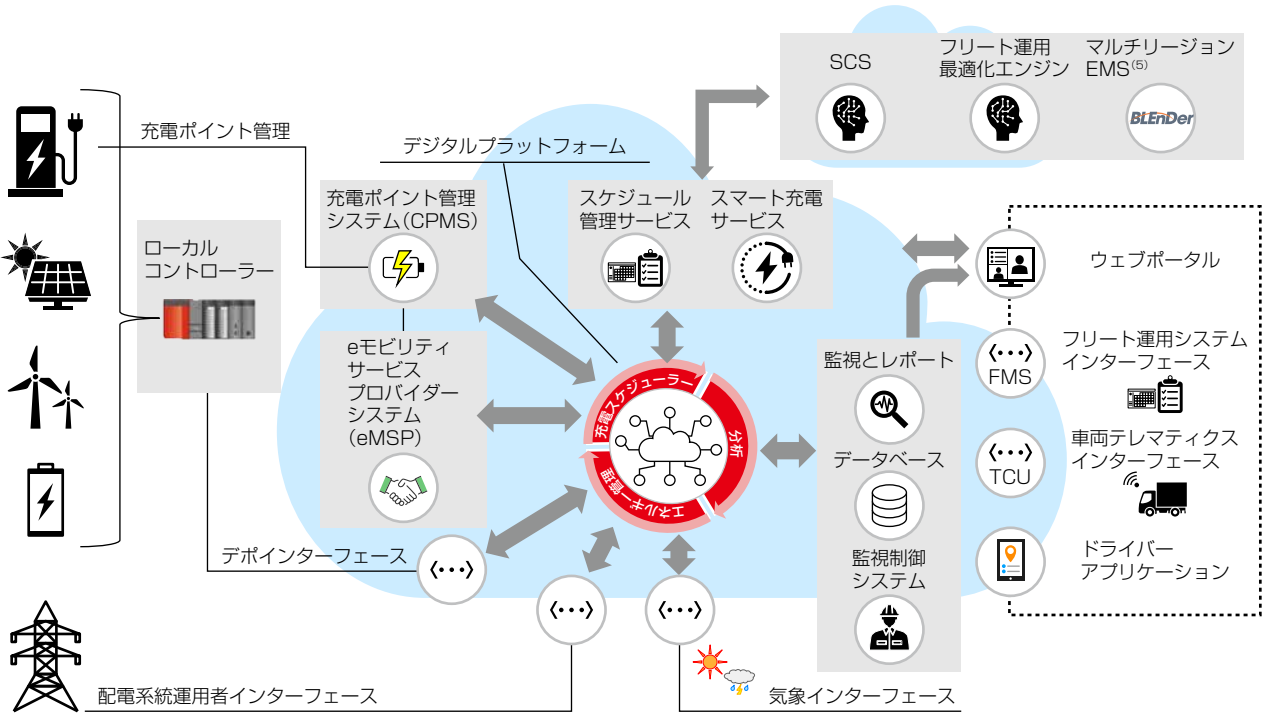 SCS
フリート運用
最適化エンジン
マルチリージョン
EMS(5)
BLEnDer
充電ポイント管理
デジタルプラットフォーム
充電ポイント管理
システム(CPMS)
スケジュール
管理サービス
スマート充電
サービス
ローカル
コントローラー
ウェブポータル
eモビリティ
サービス
プロバイダー
システム
(eMSP)
充電スケジューラー
分析
エネルギー管理
監視とレポート
データベース
監視制御
システム
〈···〉
FMS
フリート運用システム
インターフェース
〈···〉
TCU
車両テレマティクス
インターフェース
ドライバー
アプリケーション
デポインターフェース
〈···〉
〈···〉
〈···〉
配電系統運用者インターフェース
気象インターフェース